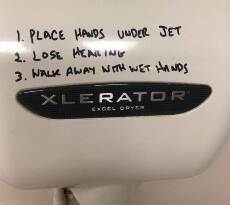 1. PLACE HANDS UNDER JET
2. LOSE HEARING
3. WALK AWAY WITH WET HANDS
XLERATOR®
EXCEL DRYER